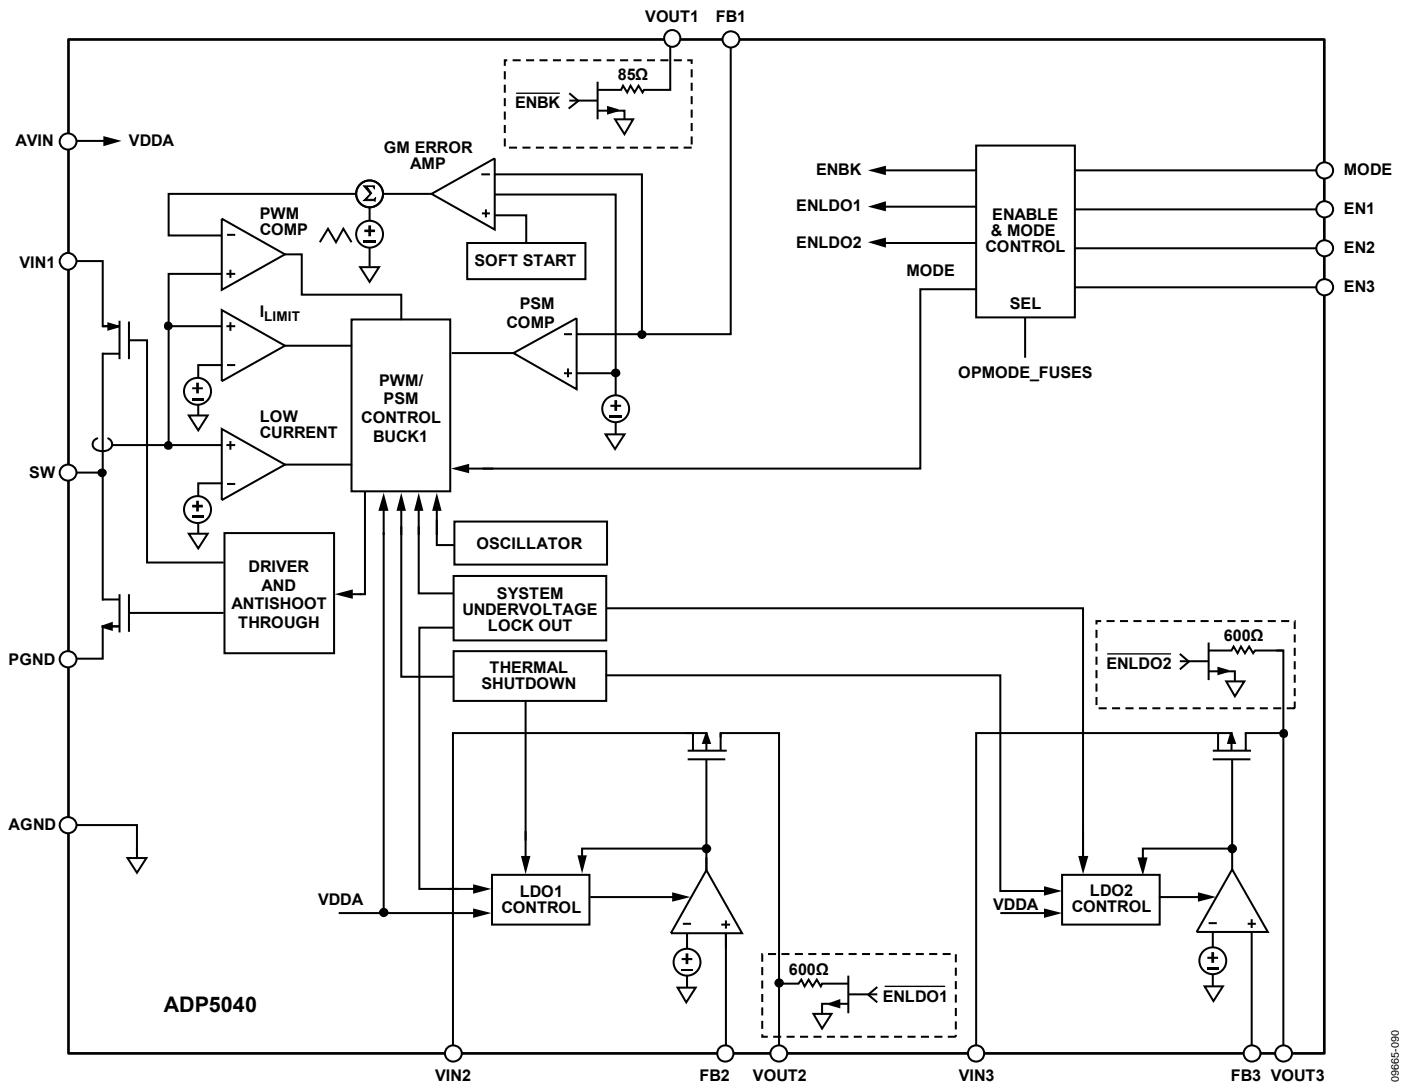 VOUT1 FB1
85Ω
ENBK
AVIN
VDDA
GM ERROR
AMP
Σ
PWM
COMP
SOFT START
VIN1
ILIMIT
PSM
COMP
PWM/
PSM
CONTROL
BUCK1
LOW
CURRENT
SW
ENBK
ENLDO1
ENLDO2
MODE
ENABLE
& MODE
CONTROL
SEL
OPMODE_FUSES
MODE
EN1
EN2
EN3
OSCILLATOR
DRIVER
AND
ANTISHOOT
THROUGH
SYSTEM
UNDERVOLTAGE
LOCK OUT
THERMAL
SHUTDOWN
PGND
600Ω
ENLDO2
AGND
VDDA
LDO1
CONTROL
VDDA
LDO2
CONTROL
600Ω
ENLDO1
ADP5040
VIN2
FB2
VOUT2
VIN3
FB3
VOUT3
09665-090